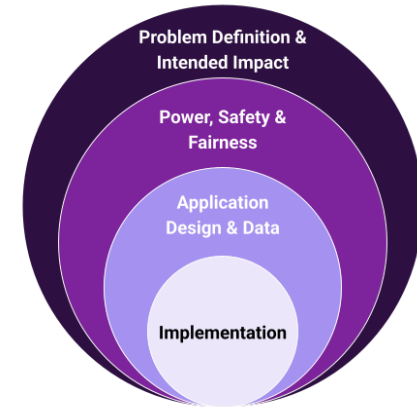 Problem Definition &
Intended Impact
Power, Safety &
Fairness
Application
Design & Data
Implementation